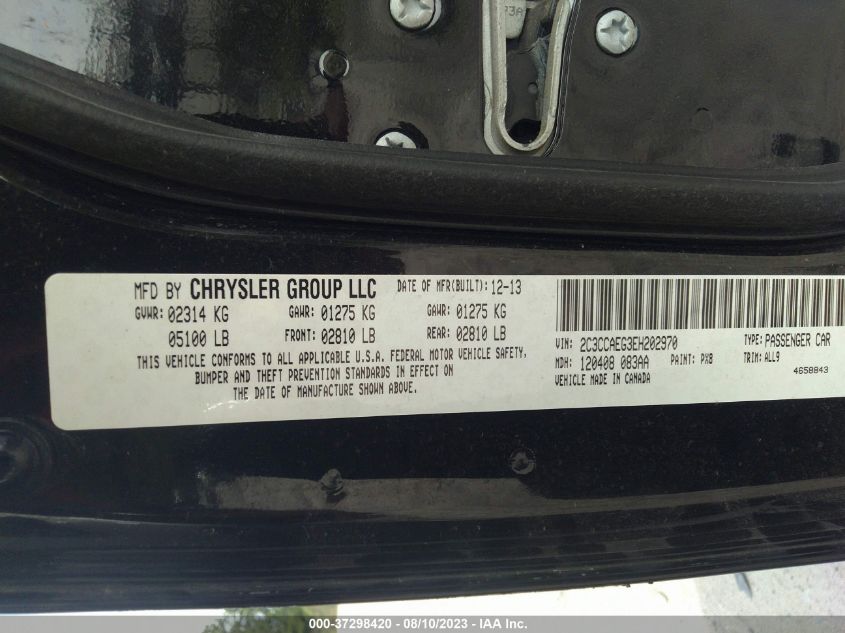 73A
MFD BY CHRYSLER GROUP LLC DATE OF MFR(BUILT): 12-13
GVWR: 02314 KG GAWR: 01275 KG GAWR: 01275 KG
05100 LB FRONT: 02810 LB REAR: 02810 LB
THIS VEHICLE CONFORMS TO ALL APPLICABLE U.S.A. FEDERAL MOTOR VEHICLE SAFETY,
BUMPER AND THEFT PREVENTION STANDARDS IN EFFECT ON
THE DATE OF MANUFACTURE SHOWN ABOVE.
VIN: 2C3CCAEG3EH202970 TYPE: PASSENGER CAR
MDH: 120408 083AA PAINT: PX8 TRIM: ALL9
VEHICLE MADE IN CANADA 4658843
000-37298420 - 08/10/2023 - IAA Inc.